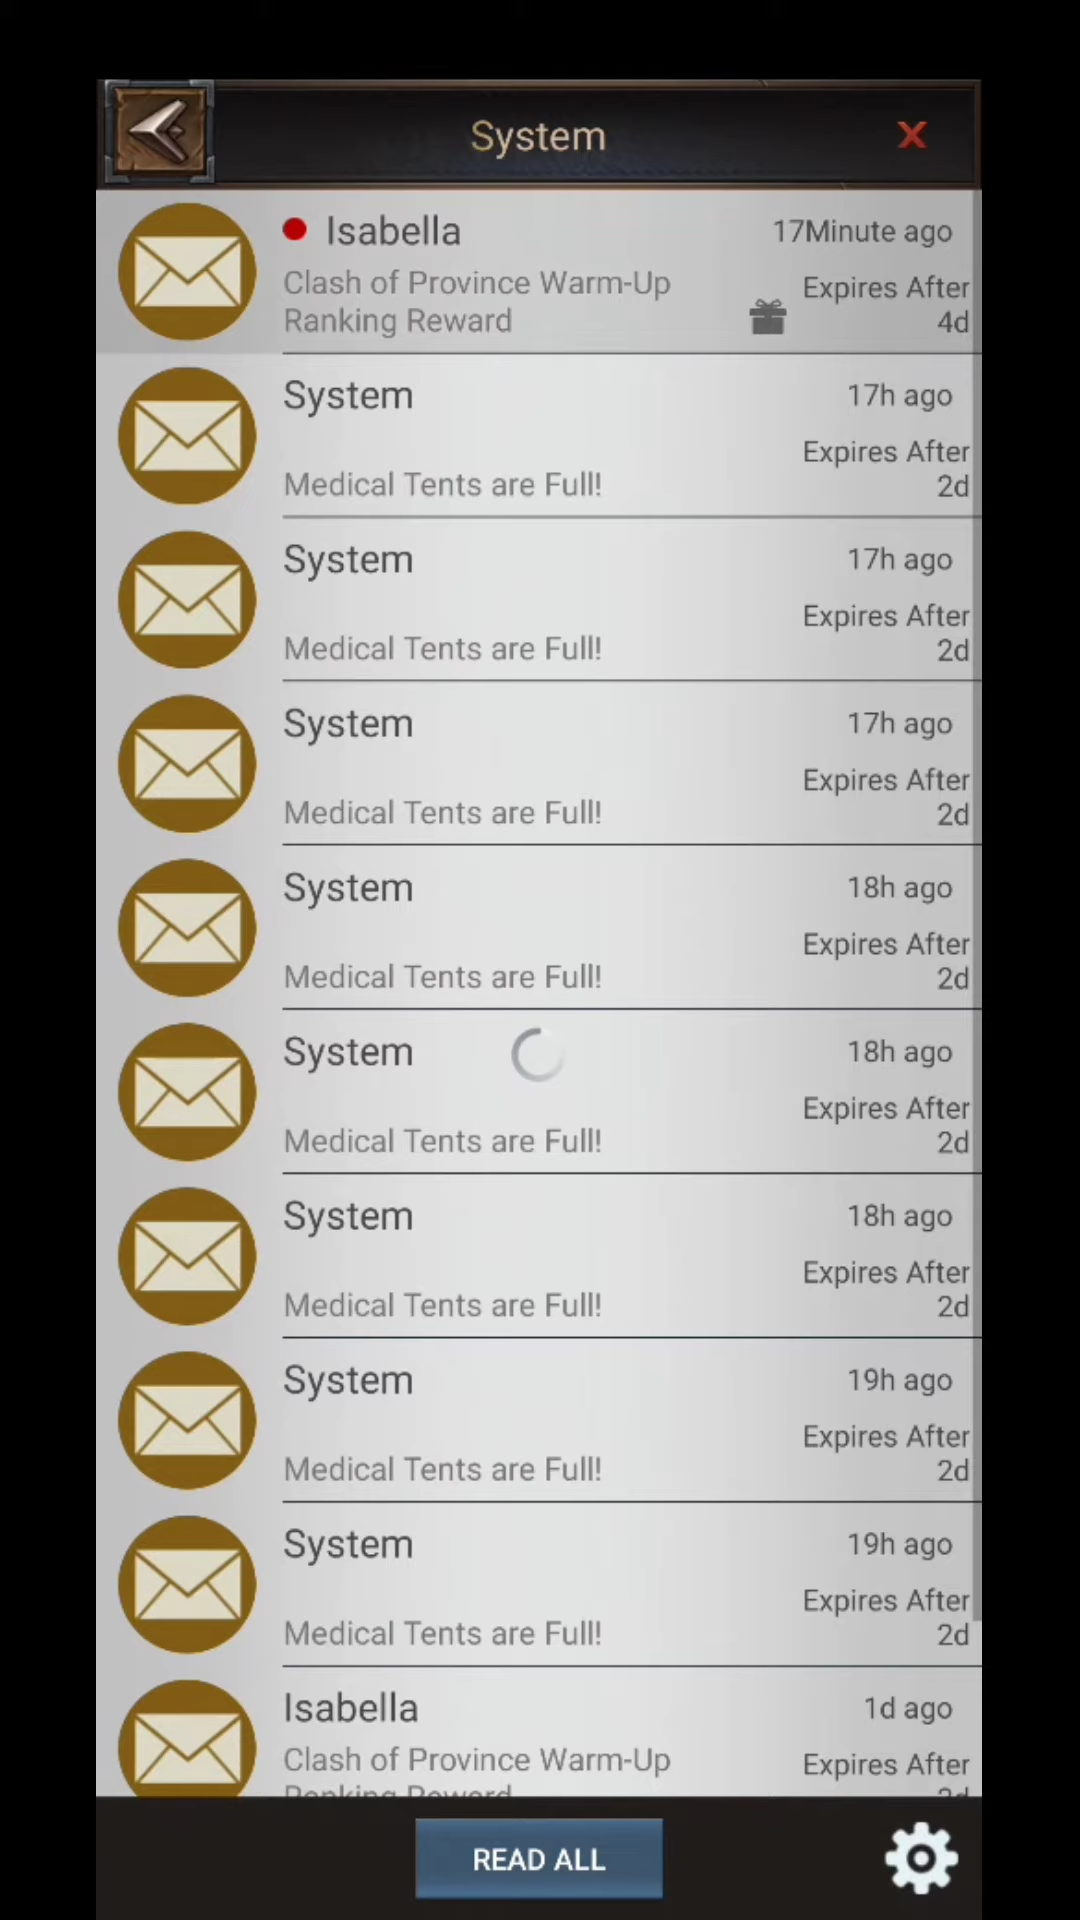 System
Isabella
17Minute ago
Clash of Province Warm-Up
Ranking Reward
Expires After
4d
System
17h ago
Expires After
2d
Medical Tents are Full!
System
17h ago
Expires After
2d
Medical Tents are Full!
System
17h ago
Expires After
2d
Medical Tents are Full!
System
18h ago
Expires After
2d
Medical Tents are Full!
System
18h ago
Expires After
2d
Medical Tents are Full!
System
18h ago
Expires After
2d
Medical Tents are Full!
System
19h ago
Expires After
2d
Medical Tents are Full!
System
19h ago
Expires After
2d
Medical Tents are Full!
Isabella
1d ago
Clash of Province Warm-Up
Ranking Reward
Expires After
READ ALL